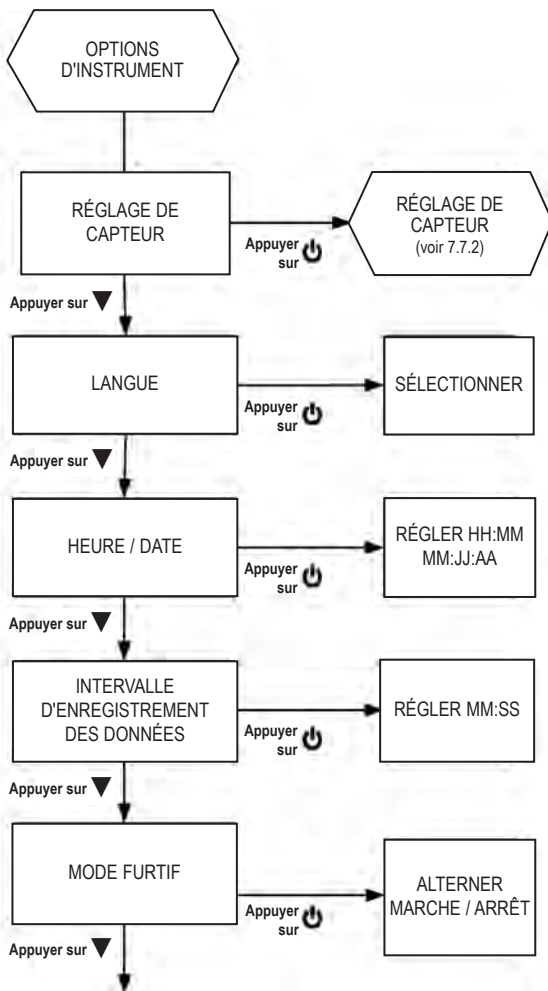 OPTIONS
D'INSTRUMENT
RÉGLAGE DE
CAPTEUR
Appuyer
sur
RÉGLAGE DE
CAPTEUR
(voir 7.7.2)
Appuyer sur ▼
LANGUE
Appuyer
sur
SÉLECTIONNER
Appuyer sur ▼
HEURE / DATE
Appuyer
sur
RÉGLER HH:MM
MM:JJ:AA
Appuyer sur ▼
INTERVALLE
D'ENREGISTREMENT
DES DONNÉES
Appuyer
sur
RÉGLER MM:SS
Appuyer sur ▼
MODE FURTIF
Appuyer
sur
ALTERNER
MARCHE / ARRÊT
Appuyer sur ▼